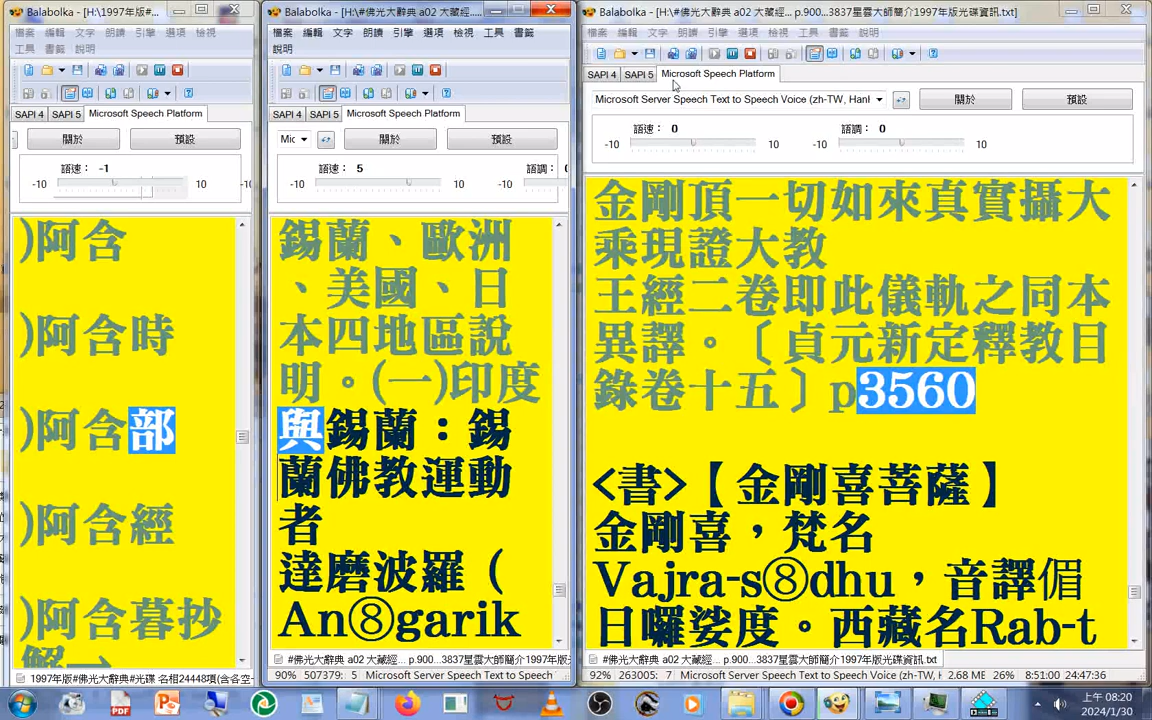 Balabolka - [H:\1997年版#...
檔案 編輯 文字 朗讀 引擎 選項 檢視
工具 書籤 說明
SAPI 4 SAPI 5 Microsoft Speech Platform
關於 預設
語速： -1
-10 10 -10
)阿含
)阿含時
)阿含部
)阿含經
)阿含暮抄
解一
1997年版#佛光大辭典#光碟 名相24448項(含各空
Balabolka - [H:\#佛光大辭典 a02 大藏經...
檔案 編輯 文字 朗讀 引擎 選項 檢視 工具 書籤
說明
SAPI 4 SAPI 5 Microsoft Speech Platform
Mic 關於 預設
語速： 5 語調：
-10 10 -10
錫蘭、歐洲
、美國、日
本四地區說
明。(一)印度
與錫蘭：錫
蘭佛教運動
者
達磨波羅（
An⑧garik
#佛光大辭典 a02 大藏經... p.900...3837星雲大師簡介1997年版
90% 507379: 5 Microsoft Server Speech Text to Speech
Balabolka - [H:\#佛光大辭典 a02 大藏經... p.900...3837星雲大師簡介1997年版光碟資訊.txt]
檔案 編輯 文字 朗讀 引擎 選項 檢視 工具 書籤 說明
SAPI 4 SAPI 5 Microsoft Speech Platform
Microsoft Server Speech Text to Speech Voice (zh-TW, Hanl 關於 預設
語速： 0 語調： 0
-10 10 -10 10
金剛頂一切如來真實攝大
乘現證大教
王經二卷即此儀軌之同本
異譯。〔貞元新定釋教目
錄卷十五〕p3560
<書>【金剛喜菩薩】
金剛喜，梵名
Vajra-s⑧dhu，音譯倨
日囉娑度。西藏名Rab-t
#佛光大辭典 a02 大藏經... p.900...3837星雲大師簡介1997年版光碟資訊.txt
92% 263005: 7 Microsoft Server Speech Text to Speech Voice (zh-TW, H 2.68 MB 26% 8:51:00 24:47:36
上午 08:20
2024/1/30